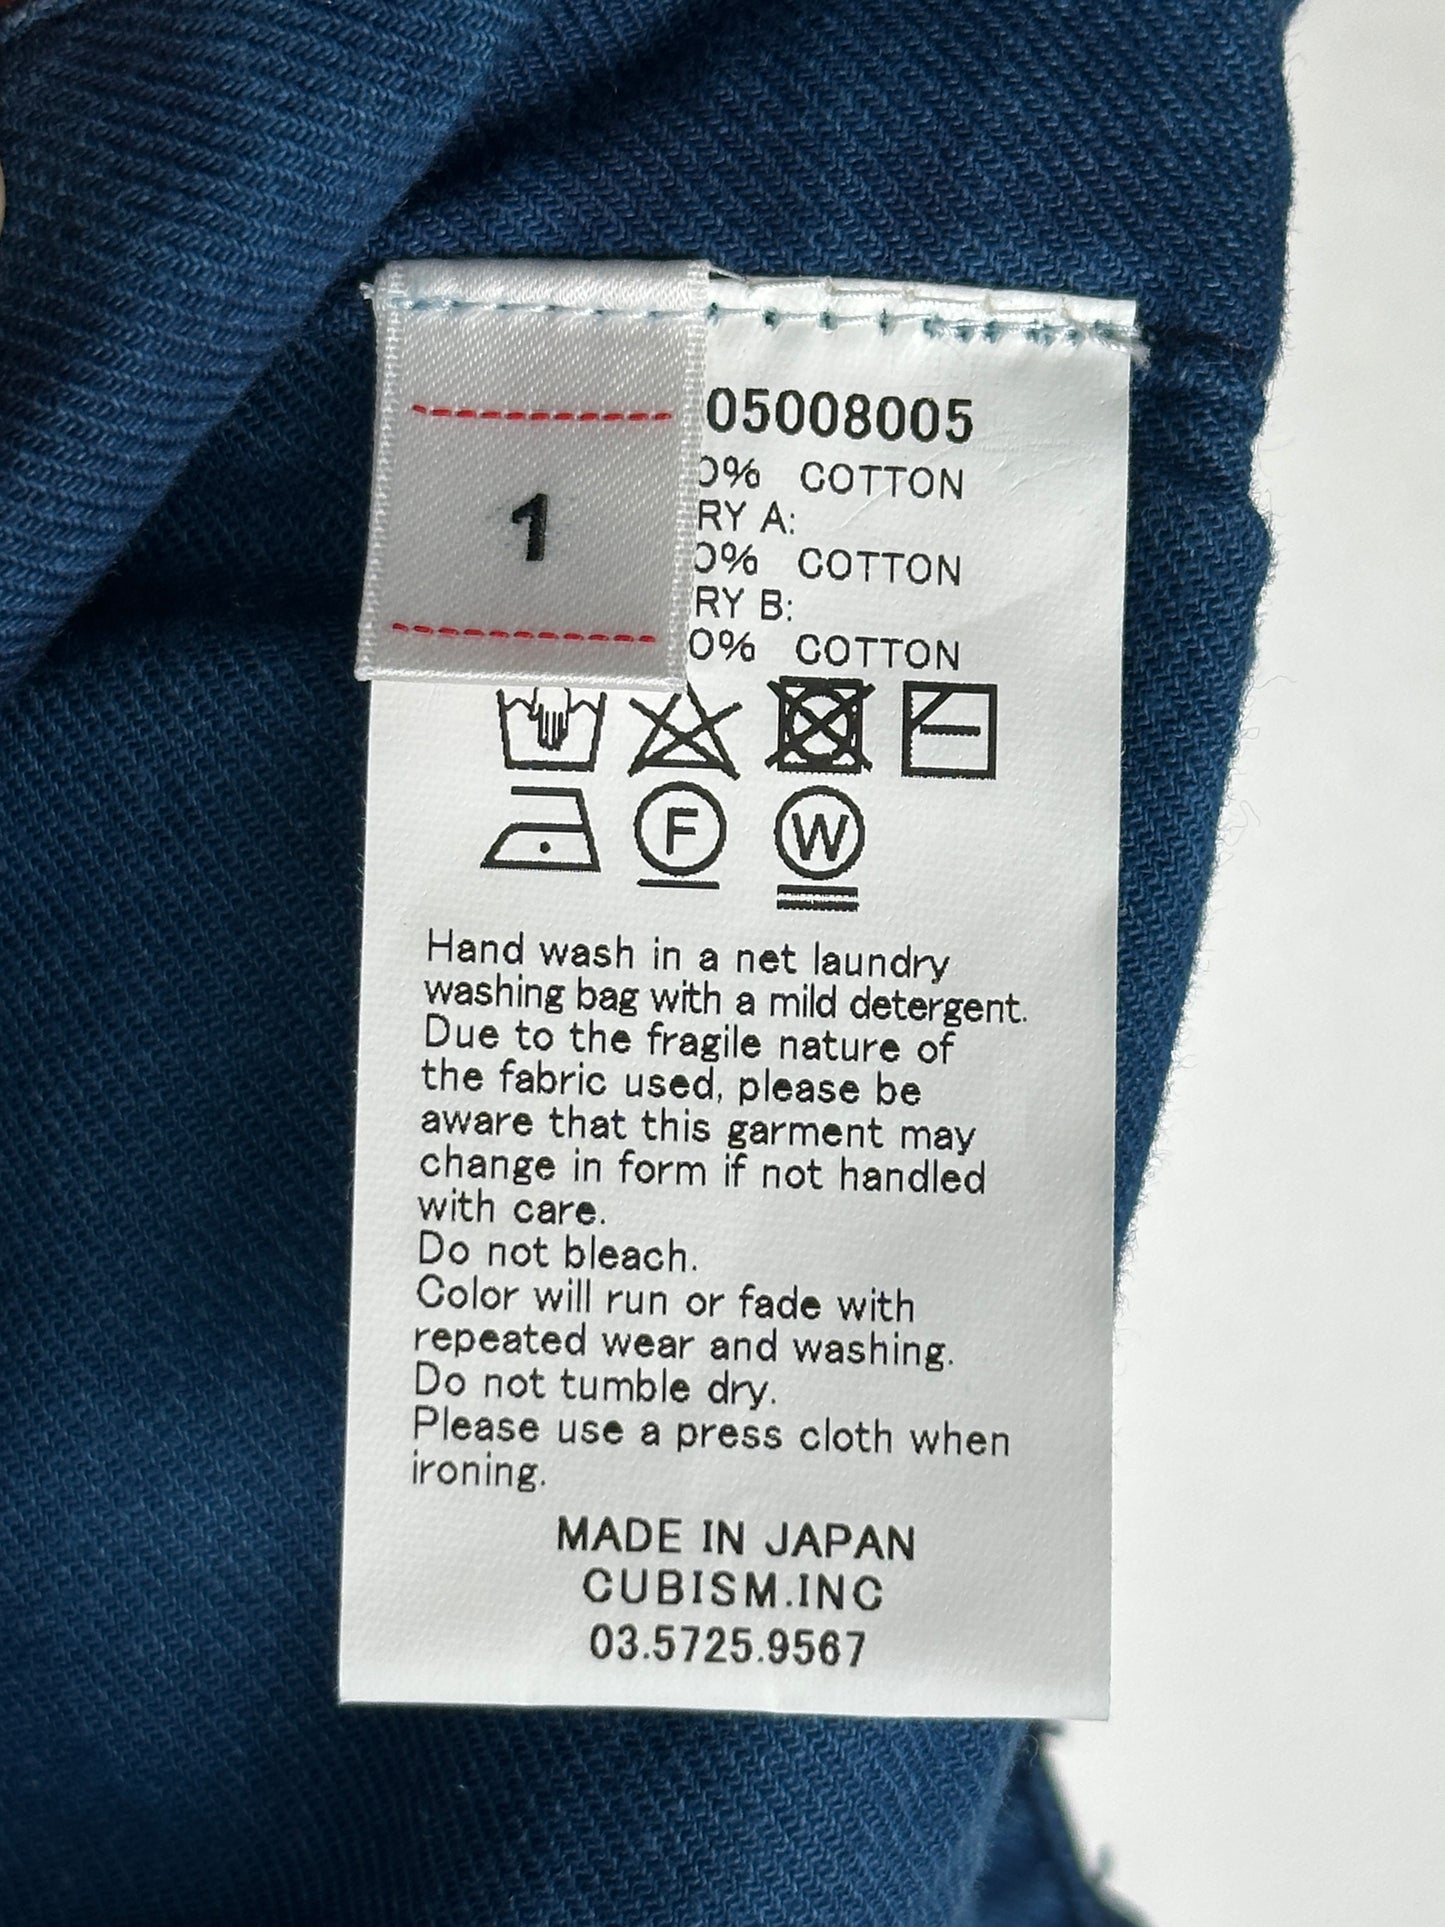 1
05008005
0% COTTON
RY A:
0% COTTON
RY B:
0% COTTON
F
W
Hand wash in a net laundry
washing bag with a mild detergent.
Due to the fragile nature of
the fabric used, please be
aware that this garment may
change in form if not handled
with care.
Do not bleach.
Color will run or fade with
repeated wear and washing.
Do not tumble dry.
Please use a press cloth when
ironing.
MADE IN JAPAN
CUBISM.INC
03.5725.9567